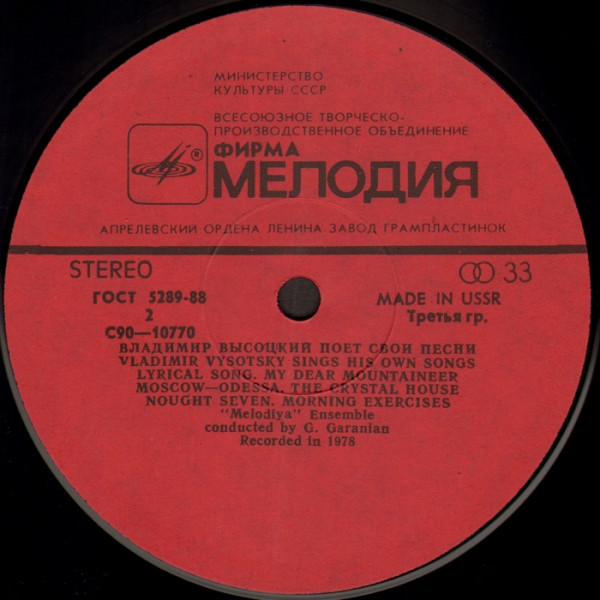 МИНИСТЕРСТВО
КУЛЬТУРЫ СССР
ВСЕСОЮЗНОЕ ТВОРЧЕСКО-
ПРОИЗВОДСТВЕННОЕ ОБЪЕДИНЕНИЕ
®
ФИРМА
МЕЛОДИЯ
АПРЕЛЕВСКИЙ ОРДЕНА ЛЕНИНА ЗАВОД ГРАМПЛАСТИНОК
STEREO
33
ГОСТ 5289-88
MADE IN USSR
2
Третья гр.
С90—10770
ВЛАДИМИР ВЫСОЦКИЙ ПОЕТ СВОИ ПЕСНИ
VLADIMIR VYSOTSKY SINGS HIS OWN SONGS
LYRICAL SONG. MY DEAR MOUNTAINEER
MOSCOW—ODESSA. THE CRYSTAL HOUSE
NOUGHT SEVEN. MORNING EXERCISES
"Melodiya" Ensemble
conducted by G. Garanian
Recorded in 1978